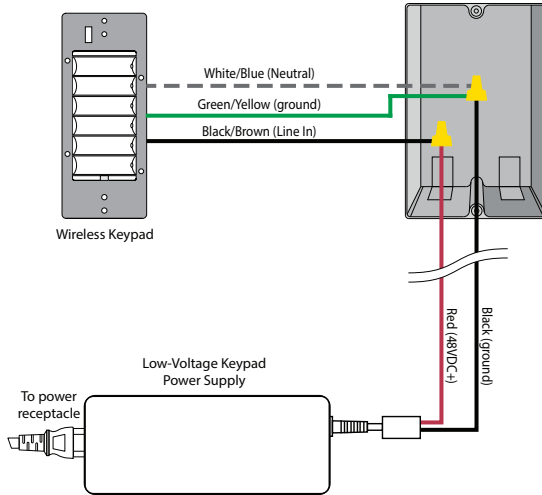 White/Blue (Neutral)
Green/Yellow (ground)
Black/Brown (Line In)
Wireless Keypad
Red (48VDC+)
Black (ground)
Low-Voltage Keypad
Power Supply
To power
receptacle